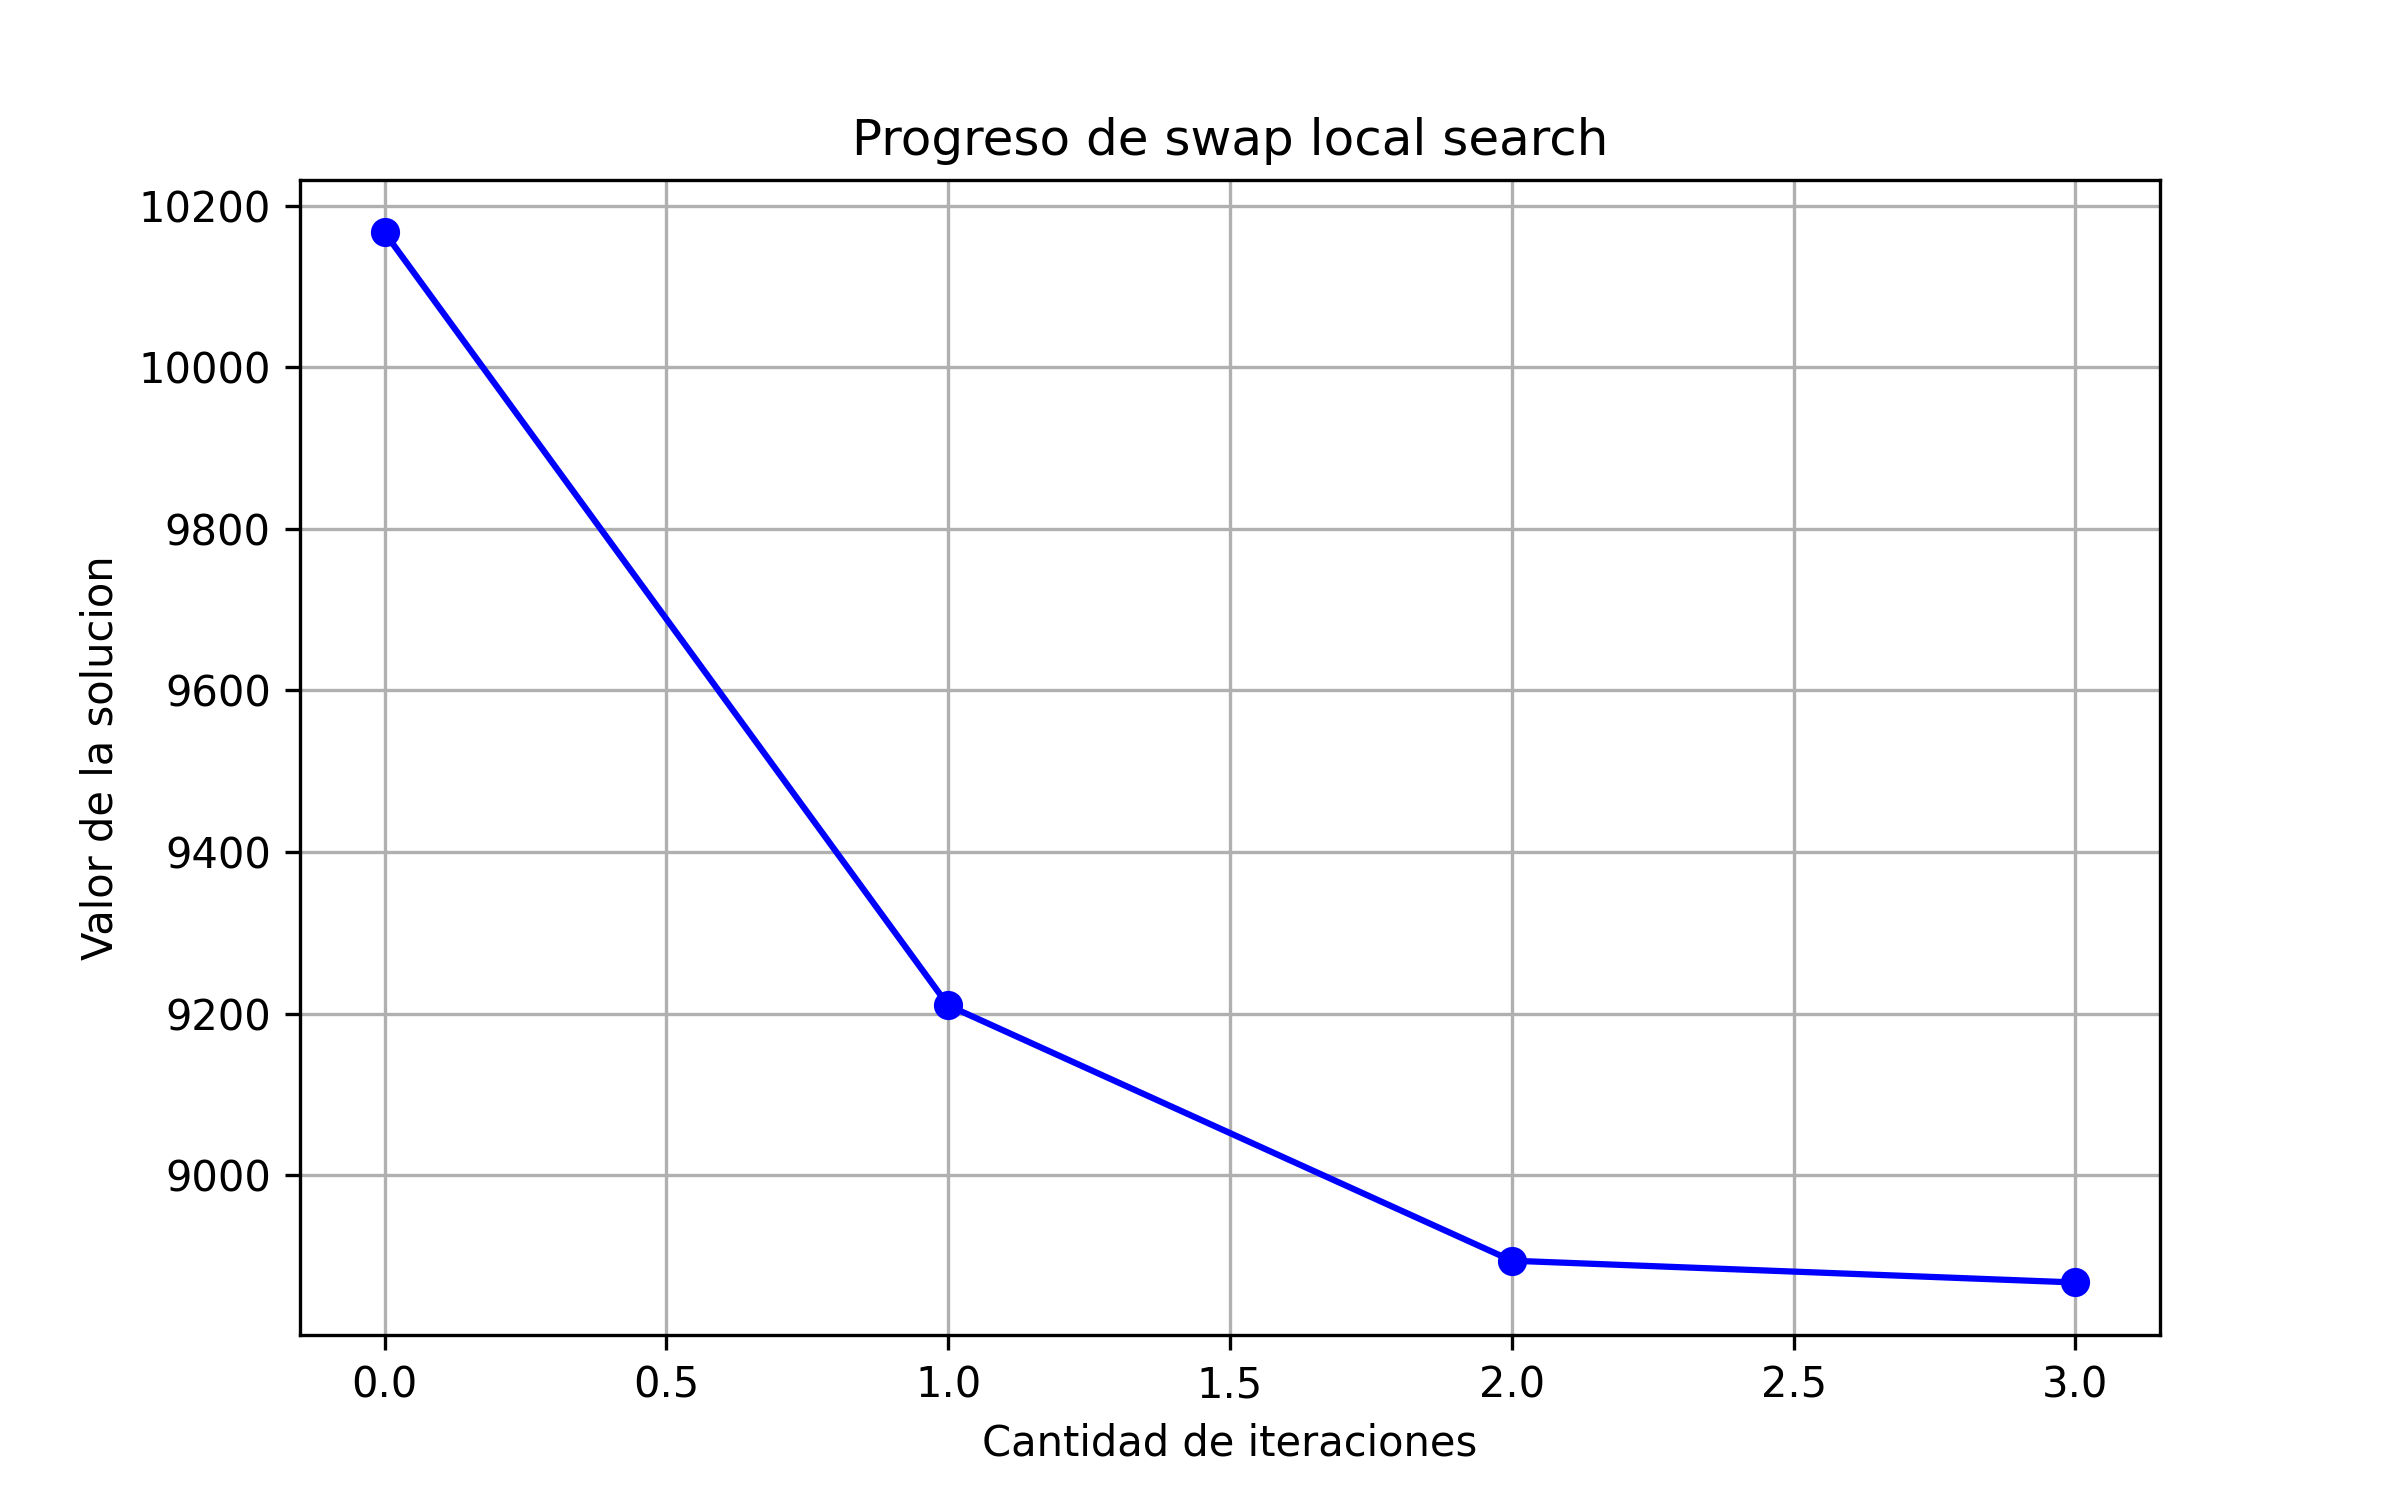 Progreso de swap local search
Valor de la solucion
10200
10000
9800
9600
9400
9200
9000
0.0 0.5 1.0 1.5 2.0 2.5 3.0
Cantidad de iteraciones